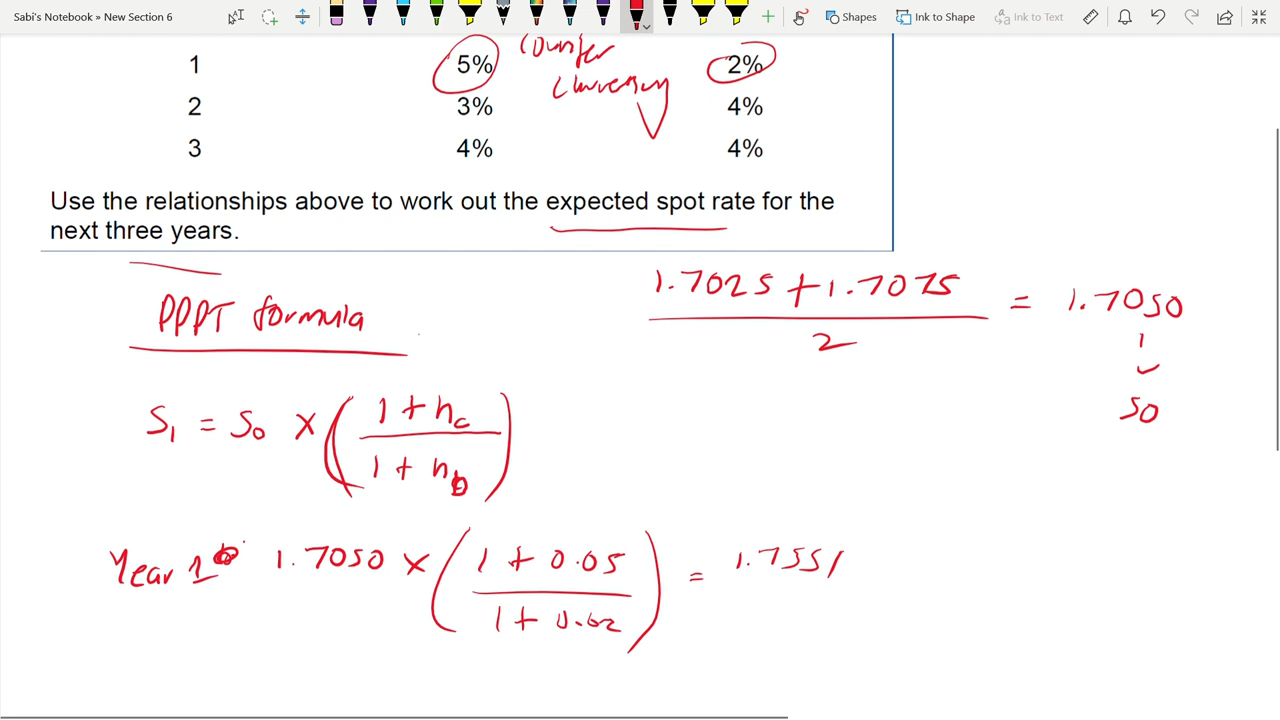 Sabi's Notebook » New Section 6
Shapes
Ink to Shape
Ink to Text
1 5% 2%
counter
currency
2 3% 4%
3 4% 4%
Use the relationships above to work out the expected spot rate for the
next three years.
PPPT formula
1.7025 + 1.7075
2
= 1.7050
S0
S1 = S0 × (1 + hc
1 + hb)
Year 1 1.7050 × (1 + 0.05
1 + 0.02) = 1.7551